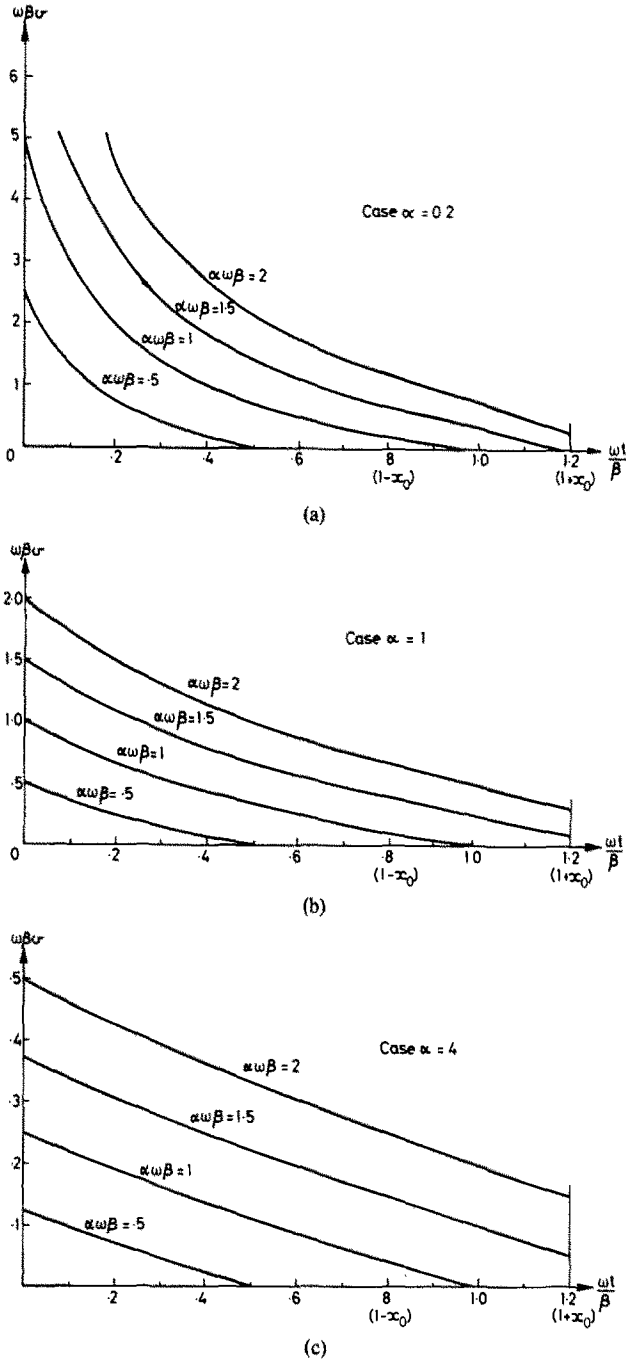 ωβσ
6
5
4
3
2
1
0
Case α = 0.2
αωβ = 2
αωβ = 1.5
αωβ = 1
αωβ = .5
.2 .4 .6 .8 1.0 1.2 ωt/β
(1-x₀) (1+x₀)
(a)
ωβσ
2.0
1.5
1.0
.5
0
Case α = 1
αωβ = 2
αωβ = 1.5
αωβ = 1
αωβ = .5
.2 .4 .6 .8 1.0 1.2 ωt/β
(1-x₀) (1+x₀)
(b)
ωβσ
.5
.4
.3
.2
.1
Case α = 4
αωβ = 2
αωβ = 1.5
αωβ = 1
αωβ = .5
.2 .4 .6 .8 1.0 1.2 ωt/β
(1-x₀) (1+x₀)
(c)